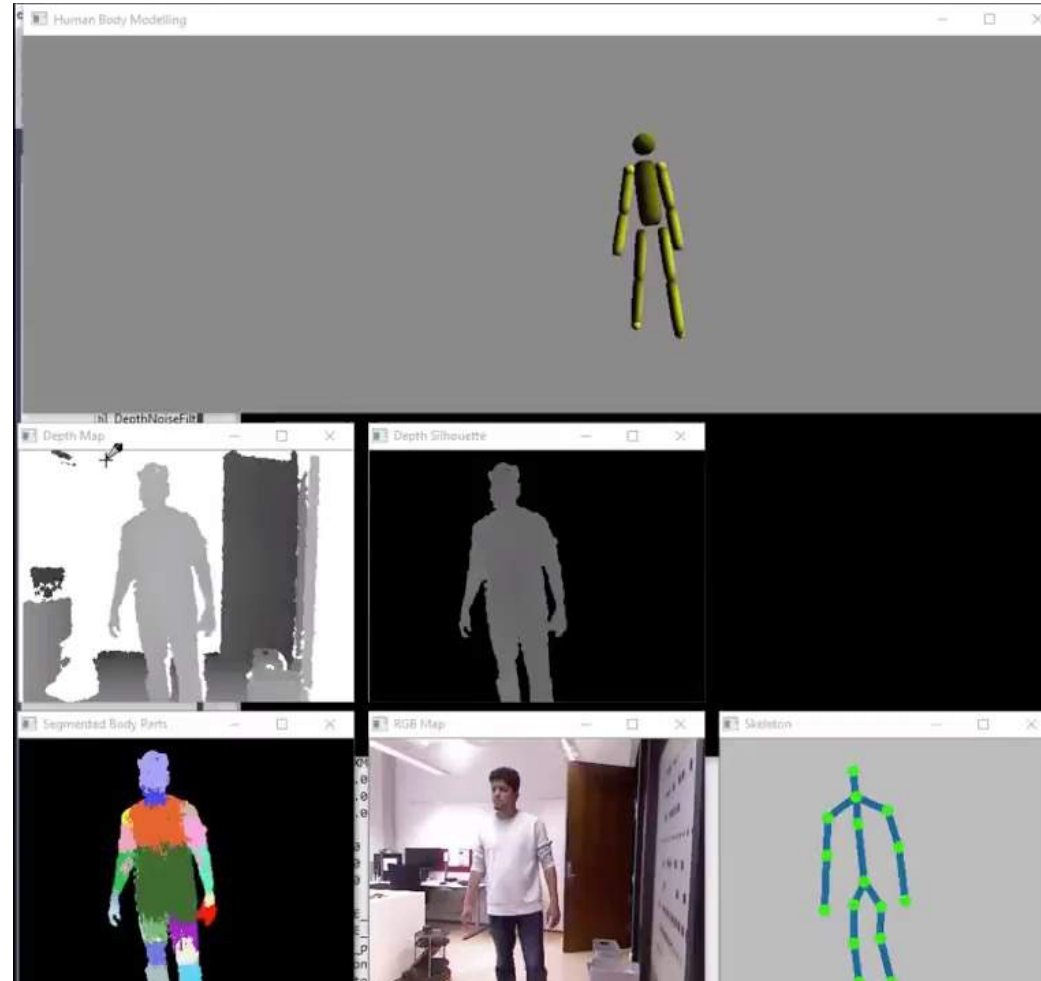 Human Body Modelling
DepthNoiseFilt
Depth Map
Depth Silhouette
Segmented Body Parts
RGB Map
Skeleton